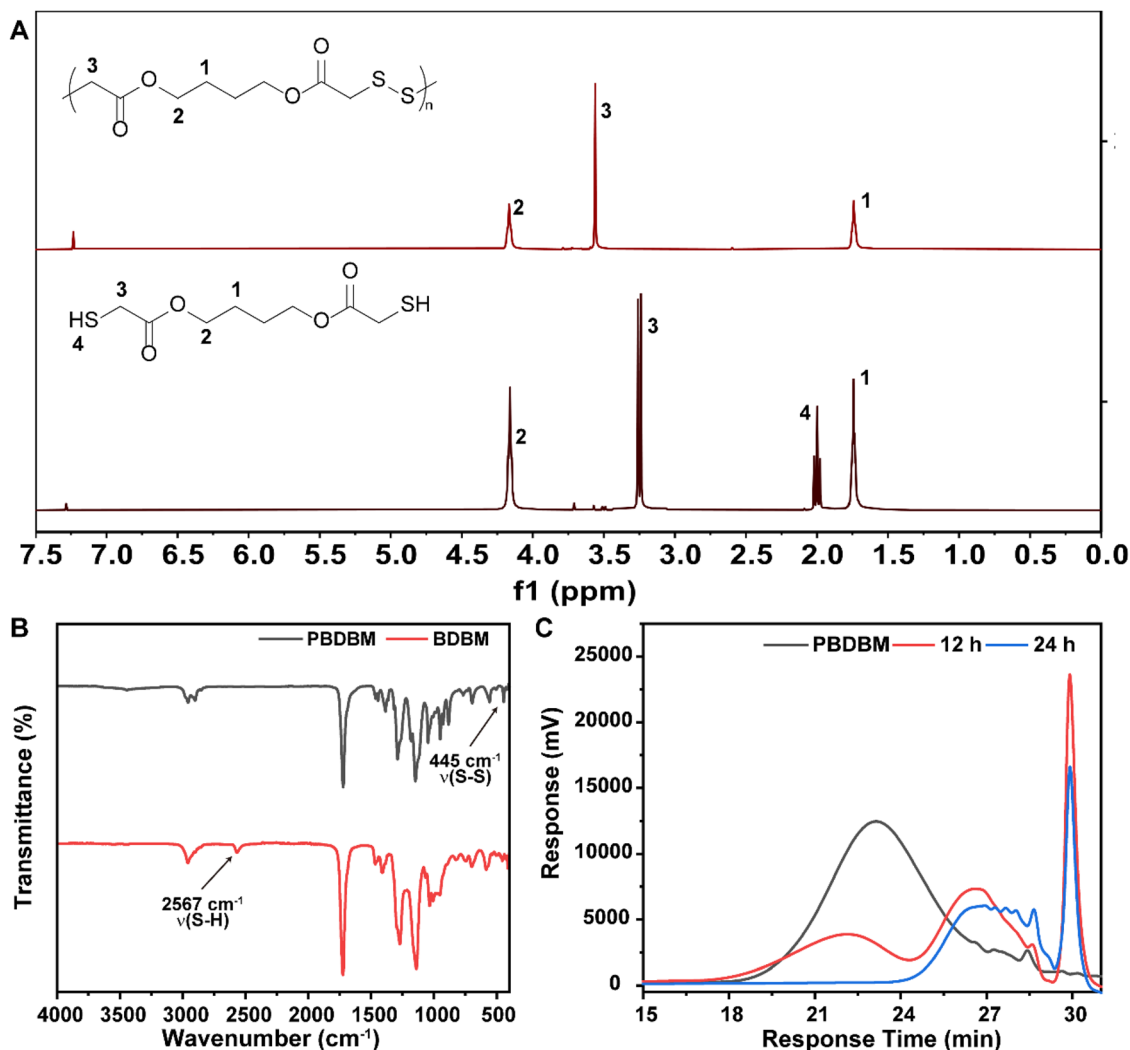 A
3
1
O
O
O
O
S
S
n
2
3
2
1
3
1
O
HS
O
O
SH
4
2
O
2
3
4
1
7.5 7.0 6.5 6.0 5.5 5.0 4.5 4.0 3.5 3.0 2.5 2.0 1.5 1.0 0.5 0.0
f1 (ppm)
B
PBDBM BDBM
Transmittance (%)
445 cm⁻¹
ν(S-S)
2567 cm⁻¹
ν(S-H)
4000 3500 3000 2500 2000 1500 1000 500
Wavenumber (cm⁻¹)
C
PBDBM 12 h 24 h
Response (mV)
25000
20000
15000
10000
5000
0
15 18 21 24 27 30
Response Time (min)